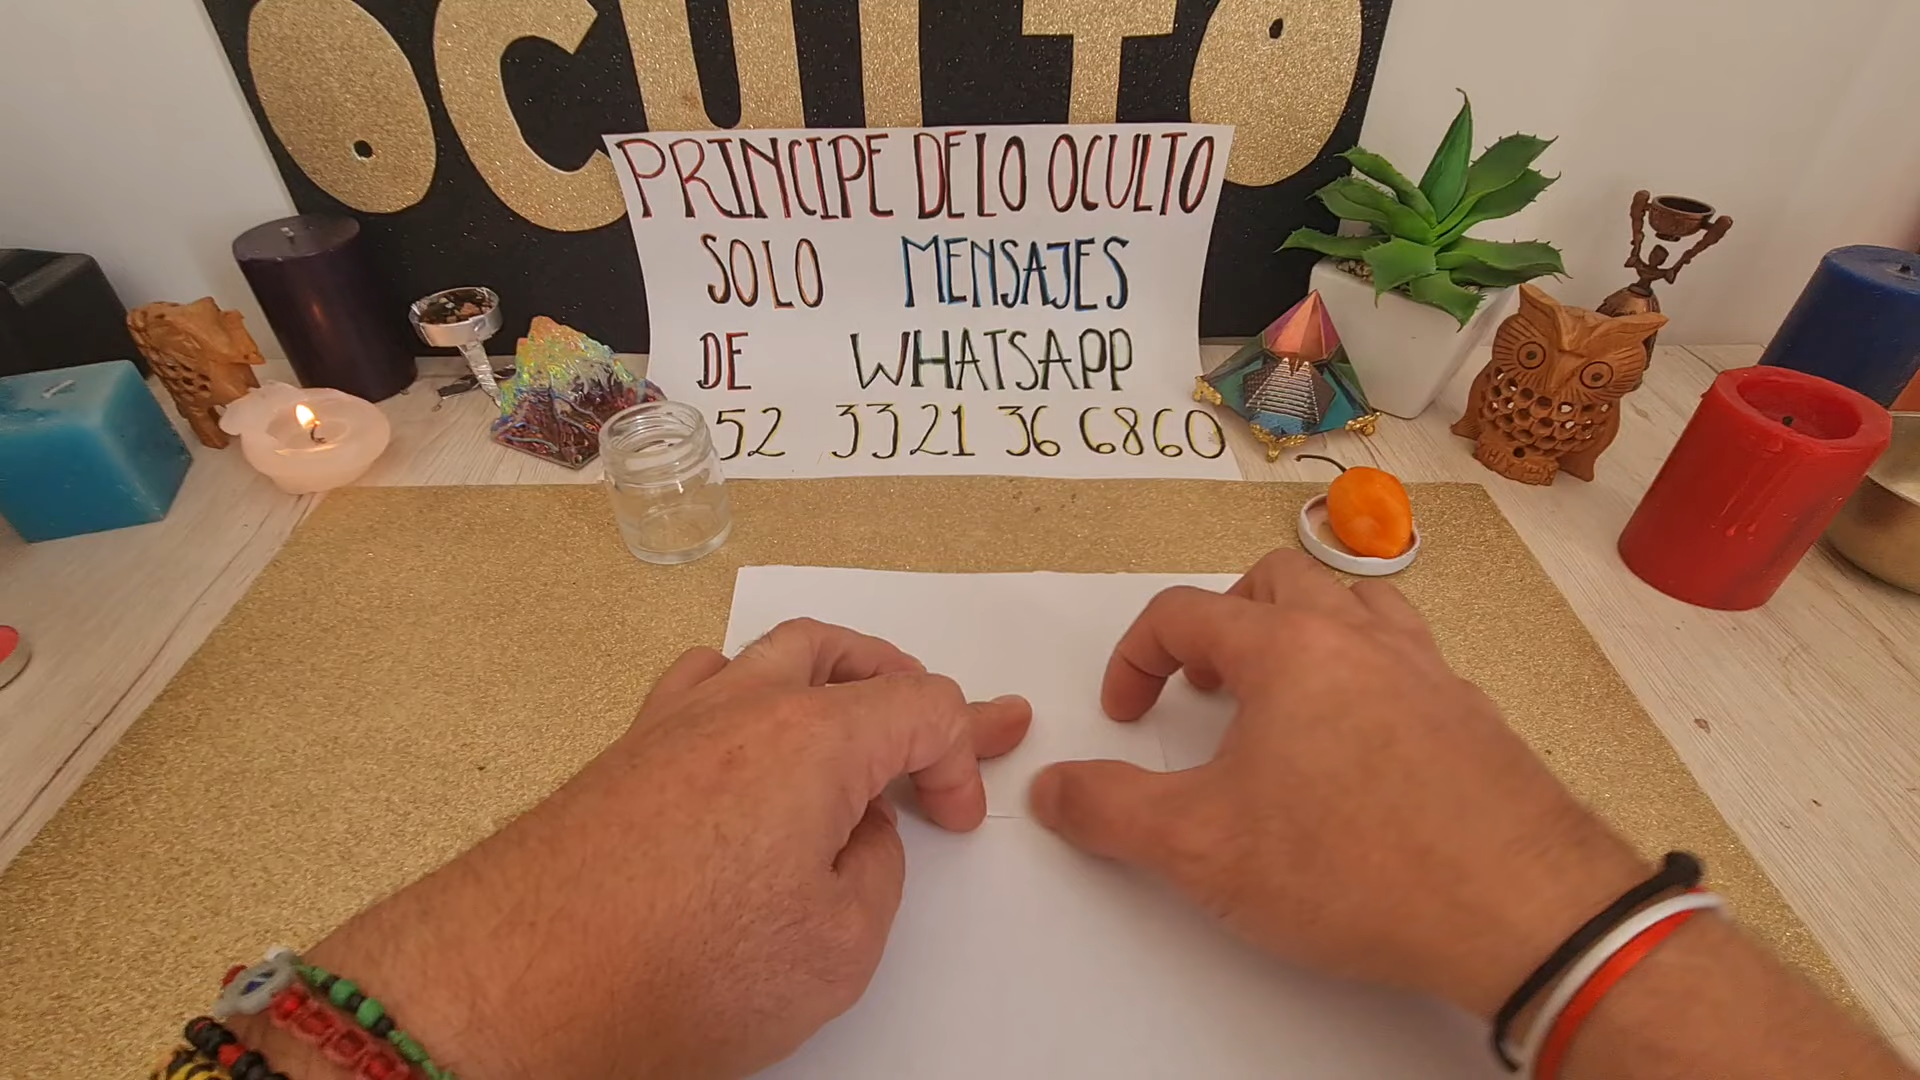 OCULTO
PRINCIPE DE LO OCULTO
SOLO MENSAJES
DE WHATSAPP
52 33 21 36 6860